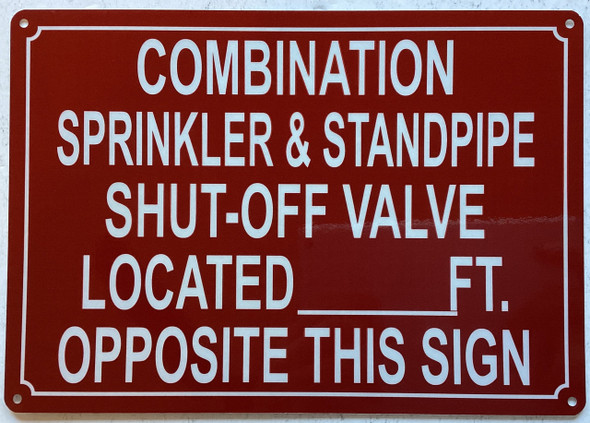 COMBINATION
SPRINKLER & STANDPIPE
SHUT-OFF VALVE
LOCATED______FT.
OPPOSITE THIS SIGN